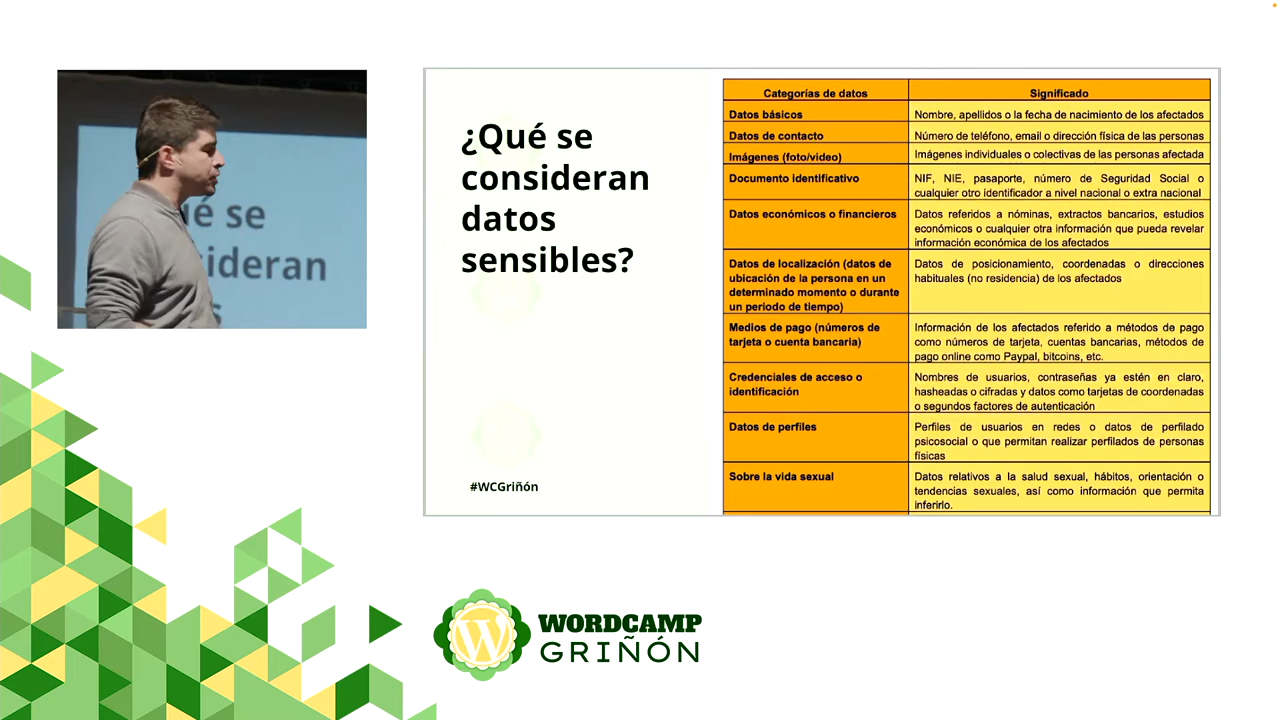 ué se
sideran
¿Qué se
consideran
datos
sensibles?
#WCGriñón
Categorías de datos
Significado
Datos básicos
Nombre, apellidos o la fecha de nacimiento de los afectados
Datos de contacto
Número de teléfono, email o dirección física de las personas
Imágenes (foto/video)
Imágenes individuales o colectivas de las personas afectada
Documento identificativo
NIF, NIE, pasaporte, número de Seguridad Social o
cualquier otro identificador a nivel nacional o extra nacional
Datos económicos o financieros
Datos referidos a nóminas, extractos bancarios, estudios
económicos o cualquier otra información que pueda revelar
información económica de los afectados
Datos de localización (datos de
ubicación de la persona en un
determinado momento o durante
un periodo de tiempo)
Datos de posicionamiento, coordenadas o direcciones
habituales (no residencia) de los afectados
Medios de pago (números de
tarjeta o cuenta bancaria)
Información de los afectados referido a métodos de pago
como números de tarjeta, cuentas bancarias, métodos de
pago online como Paypal, bitcoins, etc.
Credenciales de acceso o
identificación
Nombres de usuarios, contraseñas ya estén en claro,
hasheadas o cifradas y datos como tarjetas de coordenadas
o segundos factores de autenticación
Datos de perfiles
Perfiles de usuarios en redes o datos de perfilado
psicosocial o que permitan realizar perfilados de personas
físicas
Sobre la vida sexual
Datos relativos a la salud sexual, hábitos, orientación o
tendencias sexuales, así como información que permita
inferirlo.
WORDCAMP
GRIÑÓN